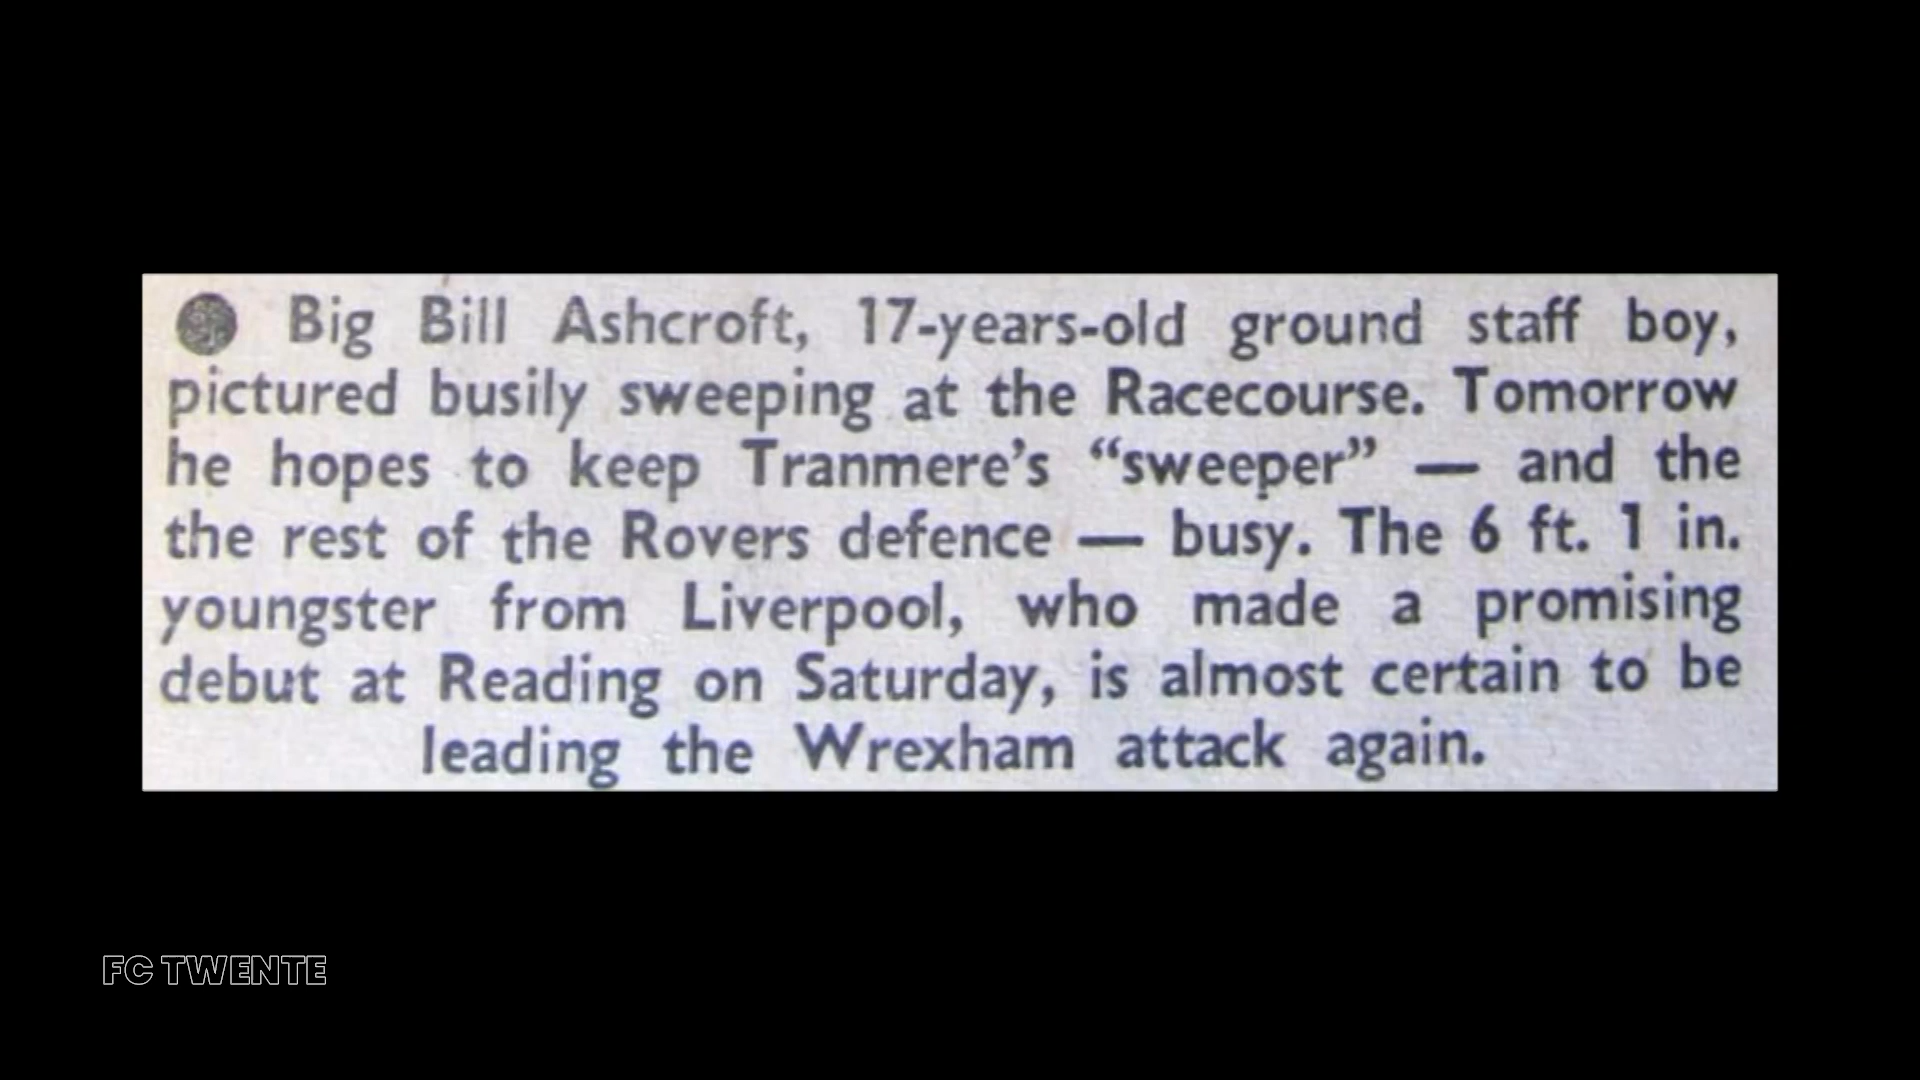 ● Big Bill Ashcroft, 17-years-old ground staff boy,
pictured busily sweeping at the Racecourse. Tomorrow
he hopes to keep Tranmere's “sweeper” — and the
the rest of the Rovers defence — busy. The 6 ft. 1 in.
youngster from Liverpool, who made a promising
debut at Reading on Saturday, is almost certain to be
leading the Wrexham attack again.
FC TWENTE